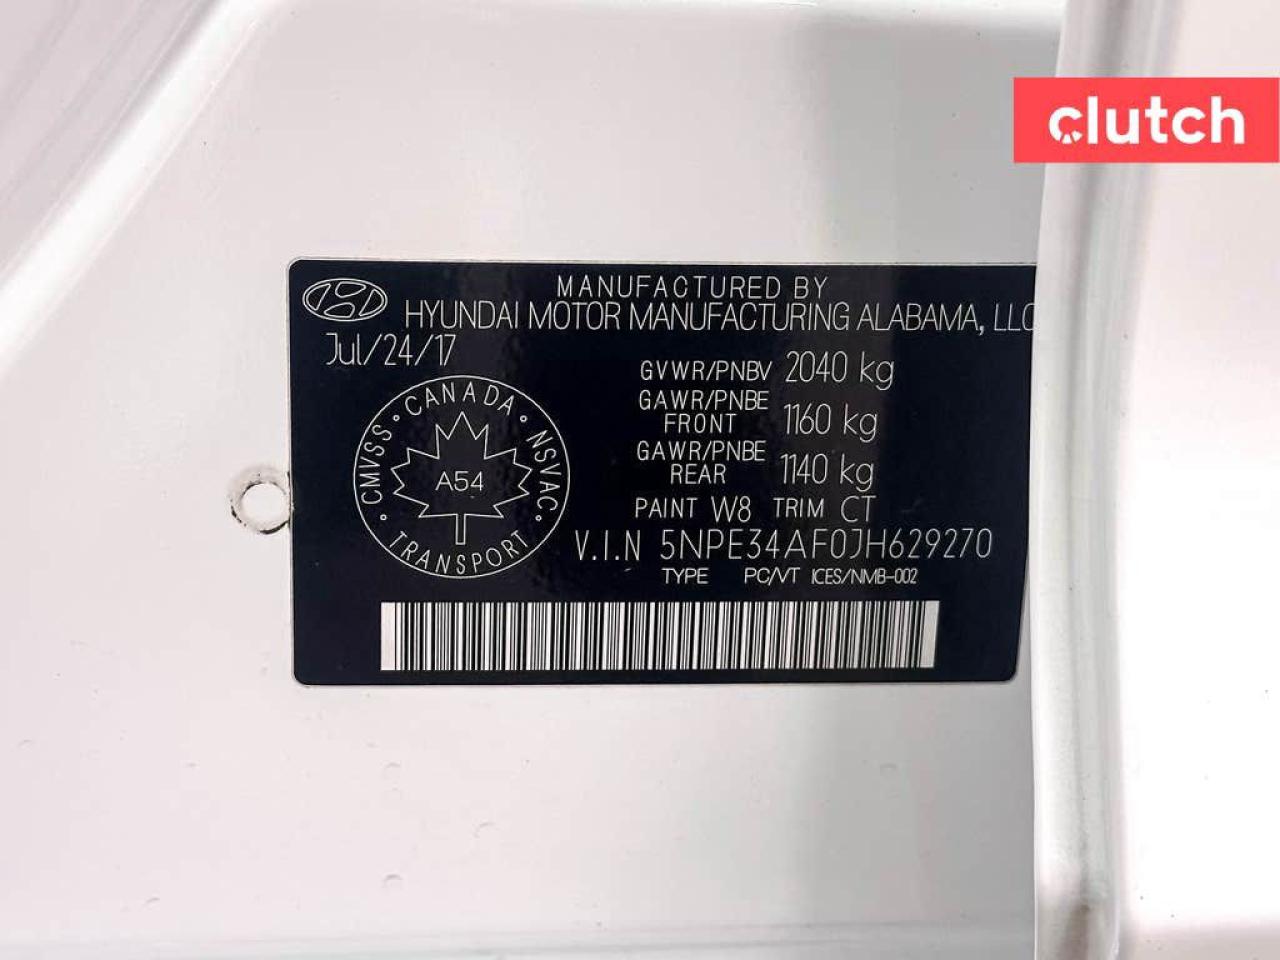 clutch
MANUFACTURED BY
HYUNDAI MOTOR MANUFACTURING ALABAMA, LLC
Jul/24/17
GVWR/PNBV 2040 kg
GAWR/PNBE FRONT 1160 kg
GAWR/PNBE REAR 1140 kg
PAINT W8 TRIM CT
V.I.N 5NPE34AF0JH629270
TYPE PC/VT ICES/NMB-002
CMVSS • CANADA • NSVAC • TRANSPORT •
A54